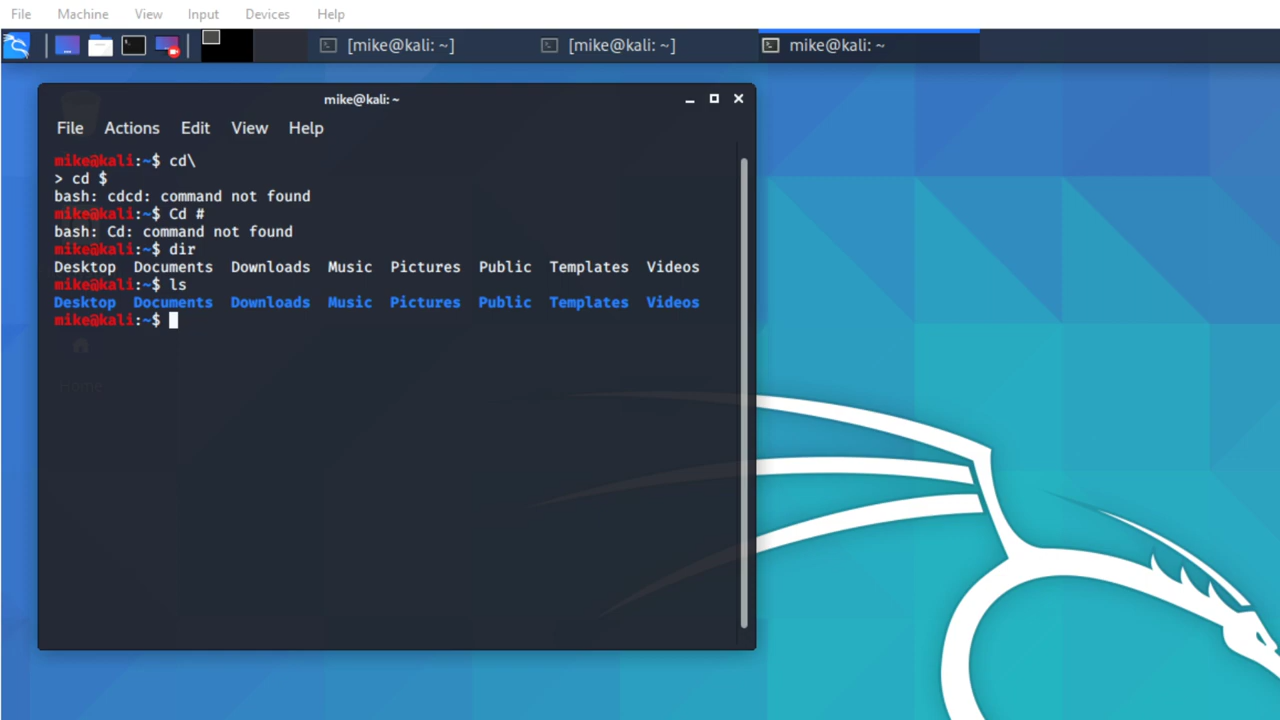 File Machine View Input Devices Help
[mike@kali: ~] [mike@kali: ~] mike@kali: ~
mike@kali: ~
File Actions Edit View Help
mike@kali:~$ cd\
> cd $
bash: cdcd: command not found
mike@kali:~$ Cd #
bash: Cd: command not found
mike@kali:~$ dir
Desktop Documents Downloads Music Pictures Public Templates Videos
mike@kali:~$ ls
Desktop Documents Downloads Music Pictures Public Templates Videos
mike@kali:~$
Home